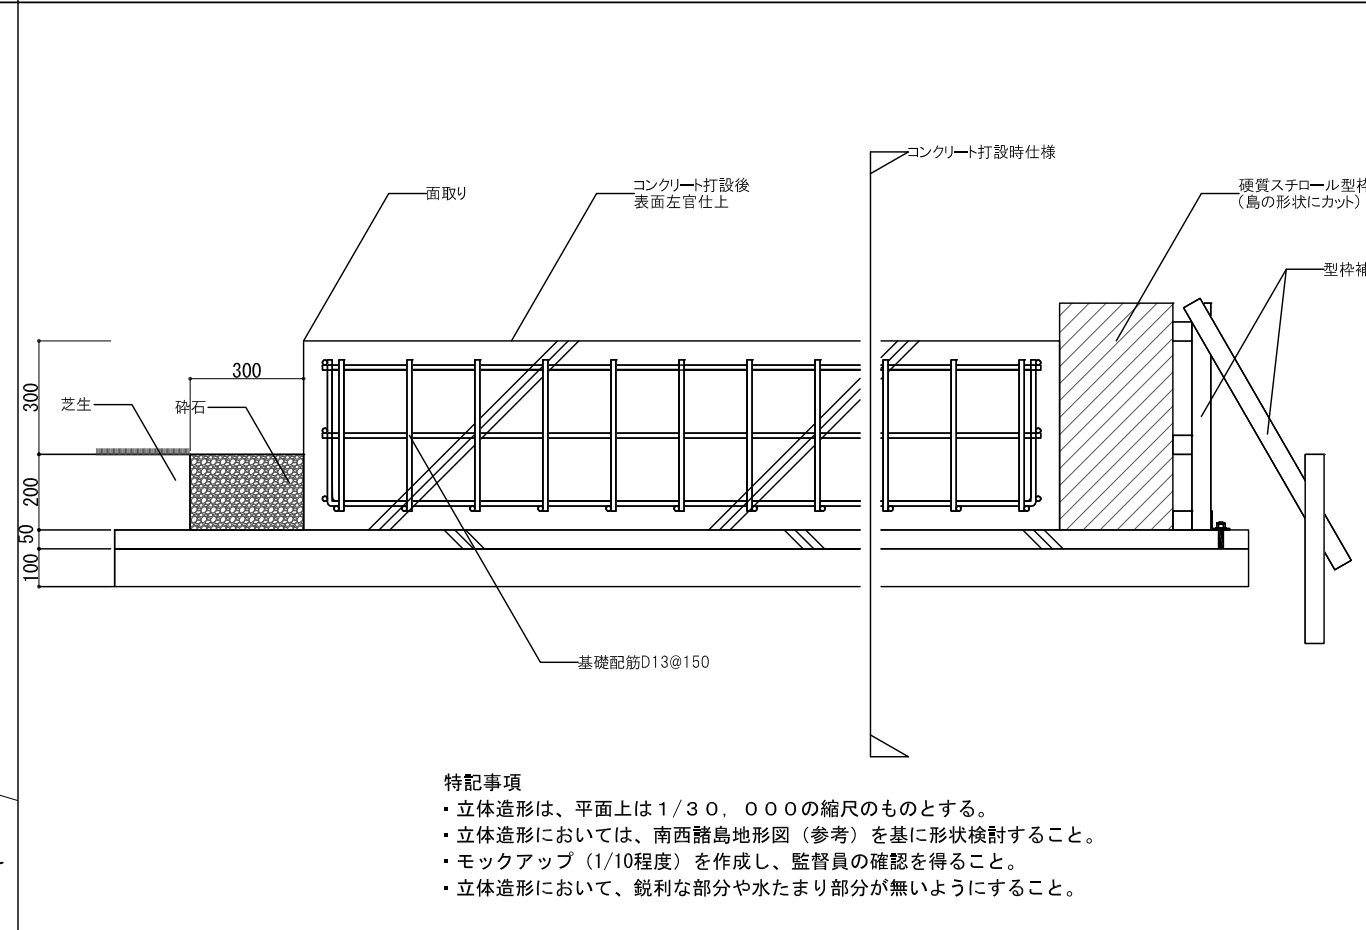 コンクリート打設時仕様
面取り
コンクリート打設後
表面左官仕上
硬質スチロール型枠
（島の形状にカット）
型枠補
300
300
芝生
砕石
200
50
100
基礎配筋D13@150
特記事項
・立体造形は、平面上は１／３０，０００の縮尺のものとする。
・立体造形においては、南西諸島地形図（参考）を基に形状検討すること。
・モックアップ（1/10程度）を作成し、監督員の確認を得ること。
・立体造形において、鋭利な部分や水たまり部分が無いようにすること。